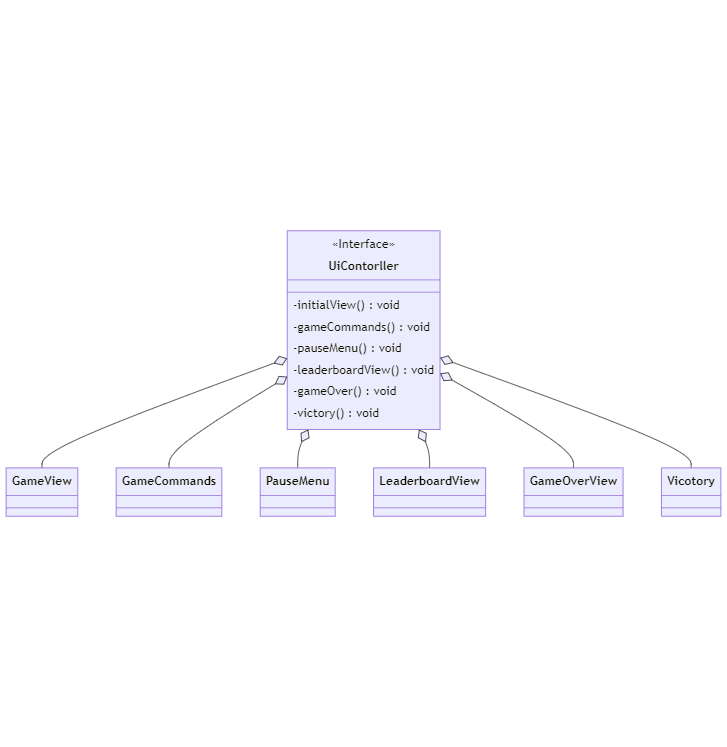 «Interface»
UiContorller
-initialView() : void
-gameCommands() : void
-pauseMenu() : void
-leaderboardView() : void
-gameOver() : void
-victory() : void
GameView
GameCommands
PauseMenu
LeaderboardView
GameOverView
Vicotory